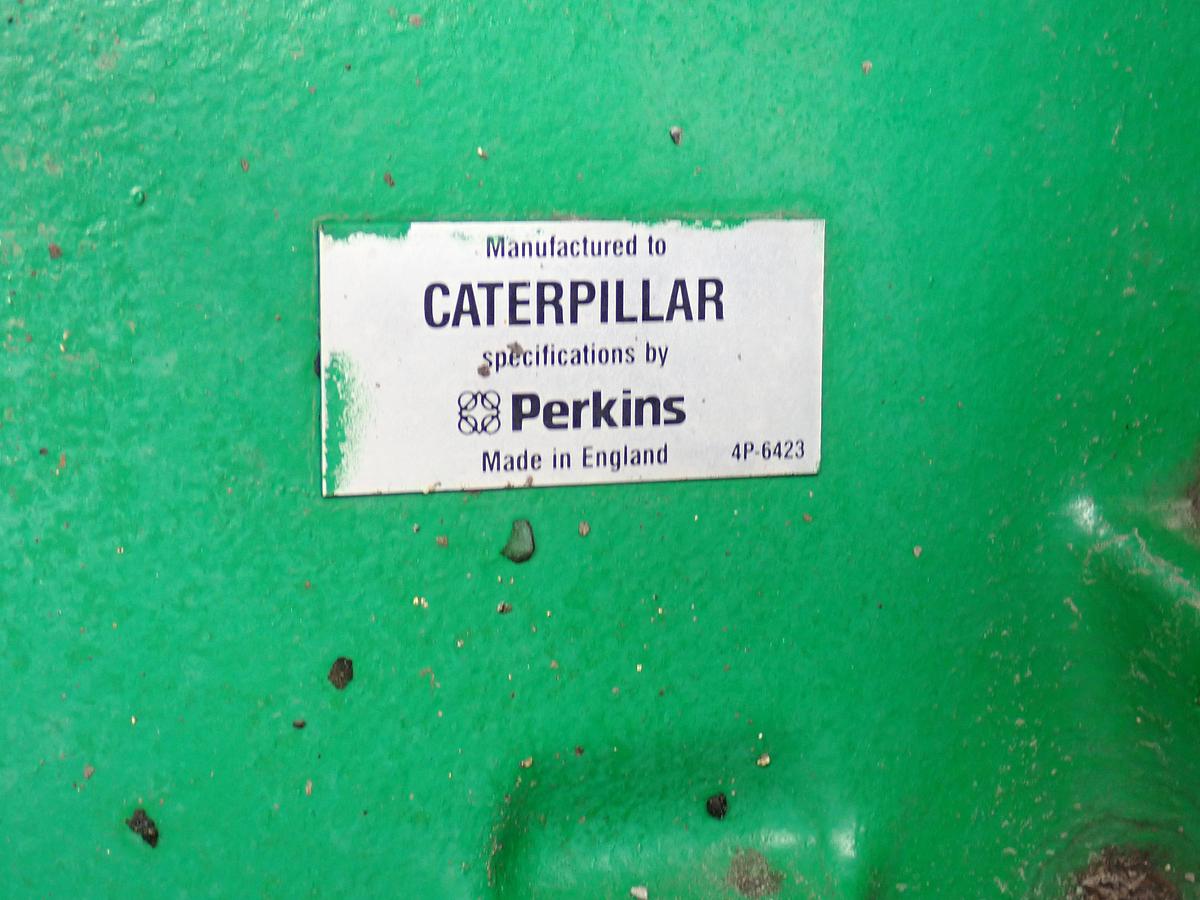 Manufactured to
CATERPILLAR
specifications by
Perkins
Made in England 4P-6423